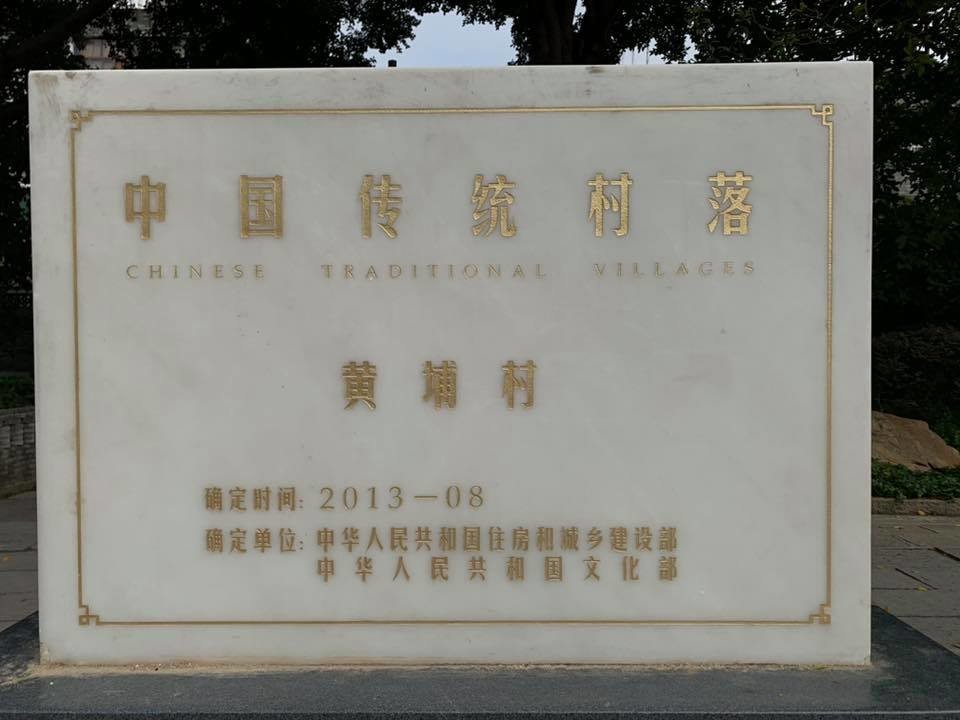 中国传统村落
CHINESE TRADITIONAL VILLAGES
黄埔村
确定时间: 2013-08
确定单位: 中华人民共和国住房和城乡建设部
中华人民共和国文化部